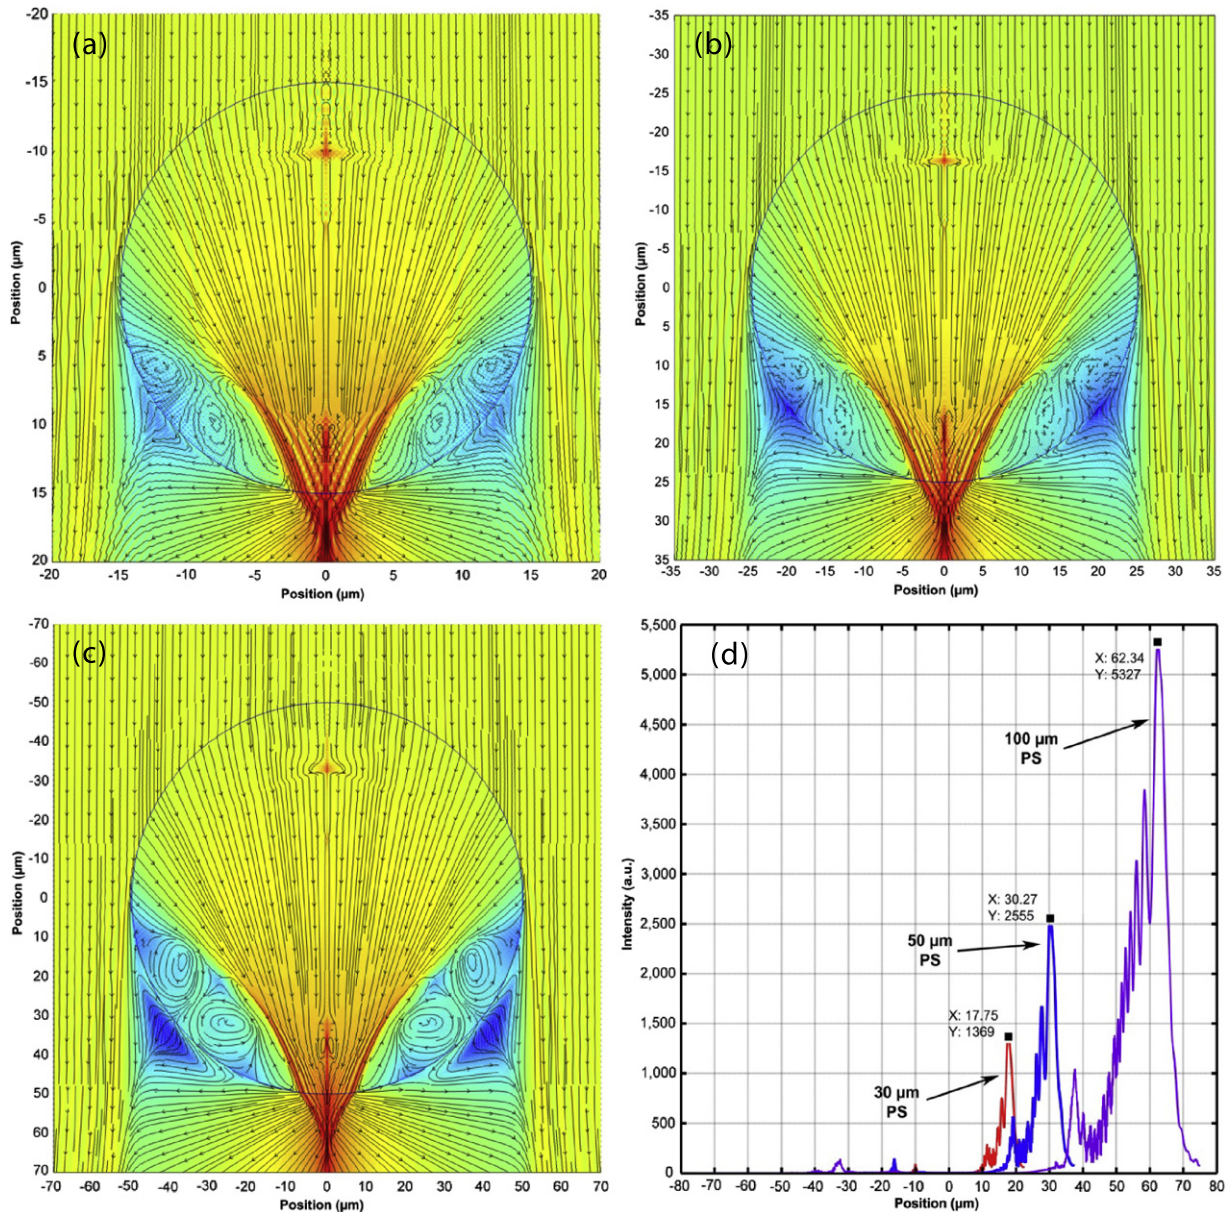 (a)
-20
-15
-10
-5
0
5
10
15
20
Position (µm)
-20 -15 -10 -5 0 5 10 15 20
Position (µm)
(b)
-35
-25
-20
-15
-10
-5
0
5
10
15
20
25
30
35
Position (µm)
-35 -30 -25 -20 -15 -10 -5 0 5 10 15 20 25 30 35
Position (µm)
(c)
-70
-60
-50
-40
-30
-20
-10
0
10
20
30
40
50
60
70
Position (µm)
-70 -60 -50 -40 -30 -20 -10 0 10 20 30 40 50 60 70
Position (µm)
(d)
5,500
5,000
4,500
4,000
3,500
3,000
2,500
2,000
1,500
1,000
500
0
Intensity (a.u.)
X: 62.34
Y: 5327
100 µm
PS
X: 30.27
Y: 2555
50 µm
PS
X: 17.75
Y: 1369
30 µm
PS
-80 -70 -60 -50 -40 -30 -20 -10 0 10 20 30 40 50 60 70 80
Position (µm)